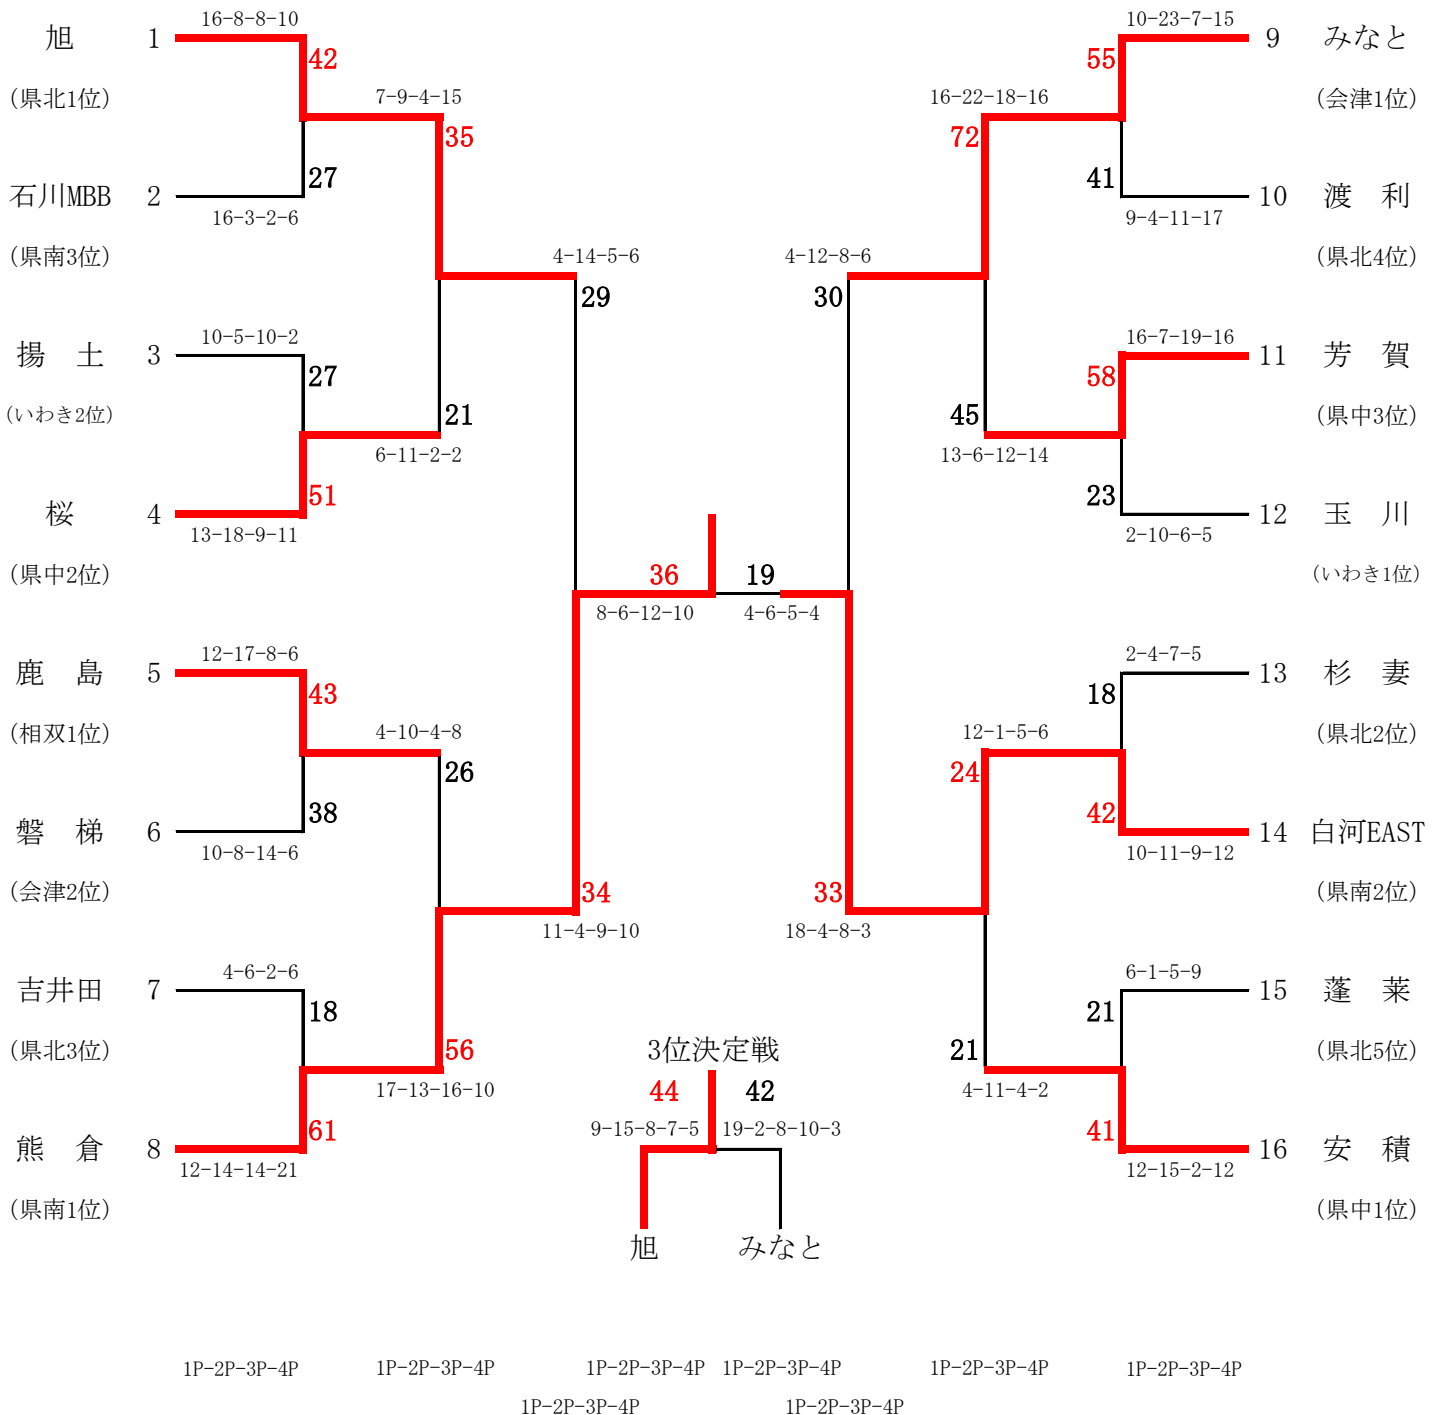 16-8-8-10
旭 1
42
(県北1位)
7-9-4-15
35
27
石川MBB 2
16-3-2-6
(県南3位)
4-14-5-6
29
10-5-10-2
揚 土 3
27
(いわき2位)
21
6-11-2-2
51
桜 4
13-18-9-11
(県中2位)
36
8-6-12-10
12-17-8-6
鹿 島 5
43
(相双1位)
4-10-4-8
26
38
磐 梯 6
10-8-14-6
(会津2位)
34
11-4-9-10
4-6-2-6
吉井田 7
18
(県北3位)
56
17-13-16-10
61
熊 倉 8
12-14-14-21
(県南1位)
10-23-7-15
55
9 みなと
(会津1位)
16-22-18-16
72
41
10 渡 利
9-4-11-17
(県北4位)
4-12-8-6
30
16-7-19-16
58
11 芳 賀
(県中3位)
45
13-6-12-14
23
12 玉 川
2-10-6-5
(いわき1位)
19
4-6-5-4
2-4-7-5
18
13 杉 妻
(県北2位)
12-1-5-6
24
42
14 白河EAST
10-11-9-12
(県南2位)
33
18-4-8-3
6-1-5-9
21
15 蓬 莱
(県北5位)
21
4-11-4-2
41
16 安 積
12-15-2-12
(県中1位)
3位決定戦
44 42
9-15-8-7-5 19-2-8-10-3
旭 みなと
1P-2P-3P-4P 1P-2P-3P-4P 1P-2P-3P-4P 1P-2P-3P-4P 1P-2P-3P-4P 1P-2P-3P-4P
1P-2P-3P-4P 1P-2P-3P-4P